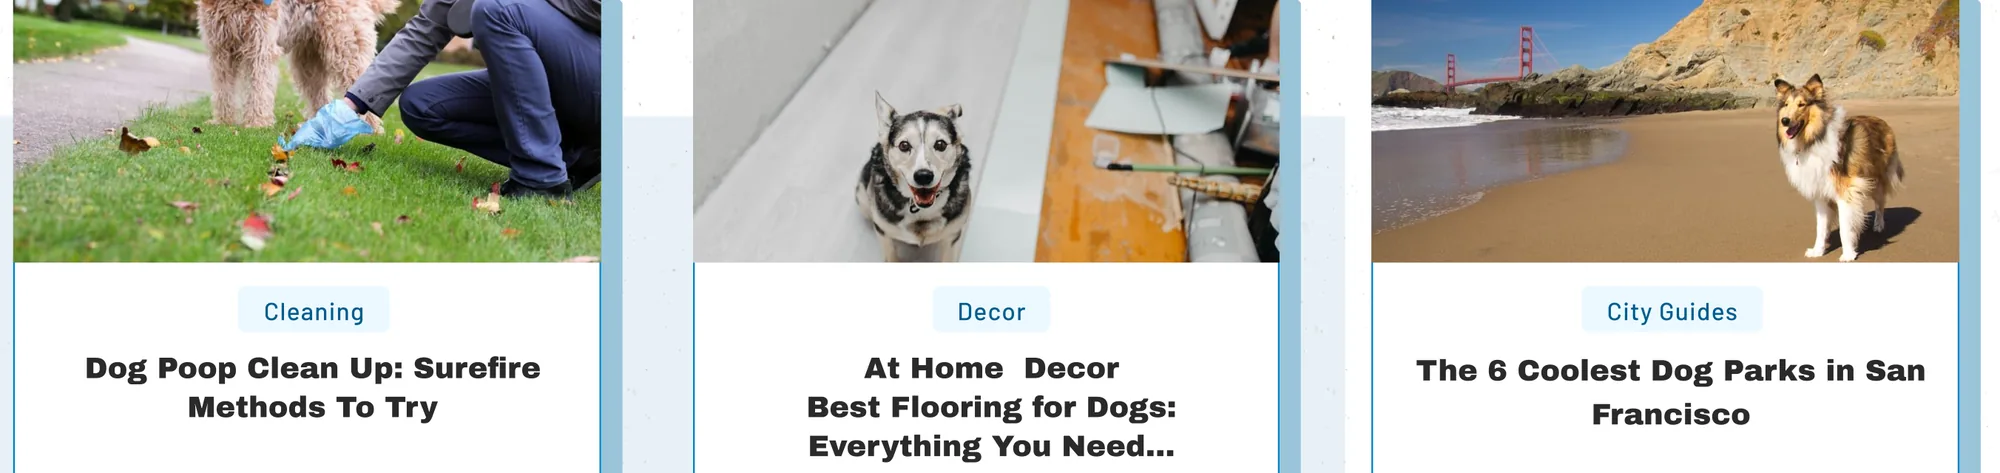 Cleaning
Dog Poop Clean Up: Surefire
Methods To Try
Decor
At Home  Decor
Best Flooring for Dogs:
Everything You Need...
City Guides
The 6 Coolest Dog Parks in San
Francisco